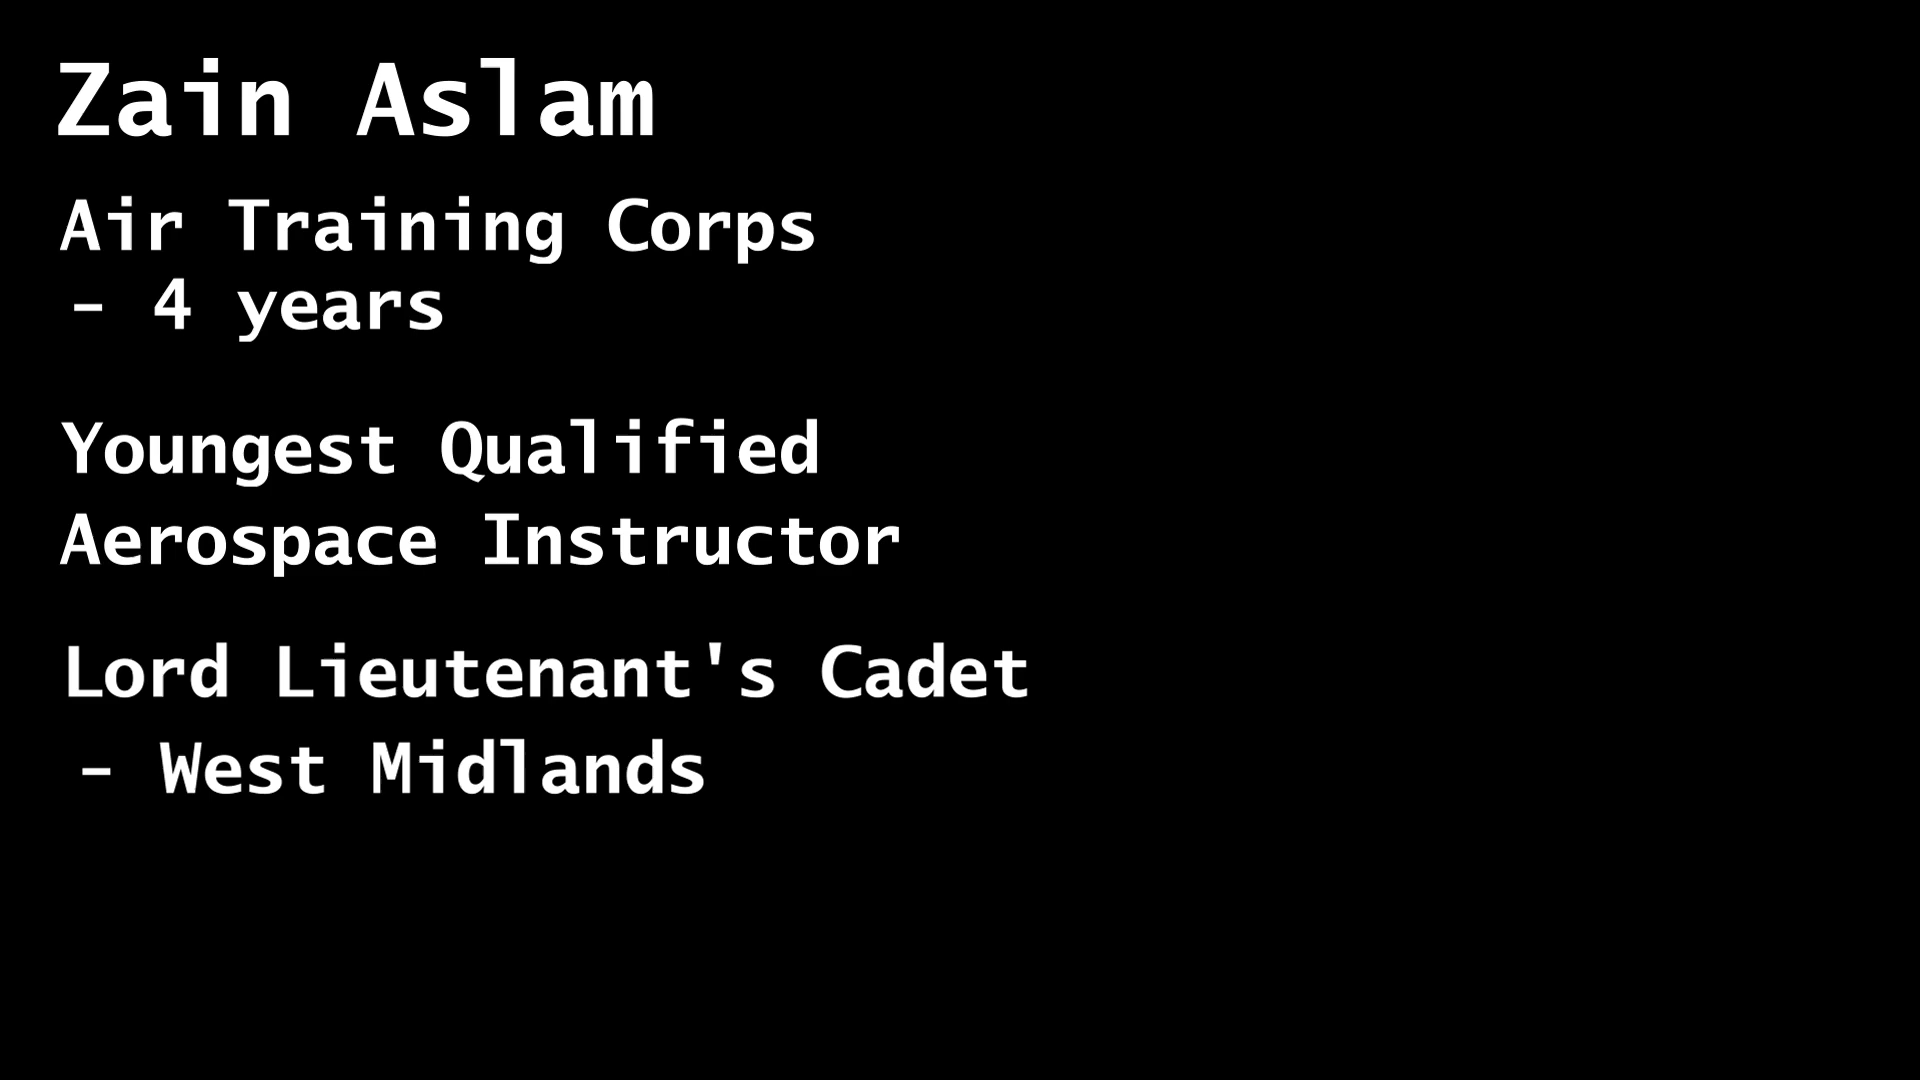 Zain Aslam
Air Training Corps
- 4 years
Youngest Qualified
Aerospace Instructor
Lord Lieutenant's Cadet
- West Midlands